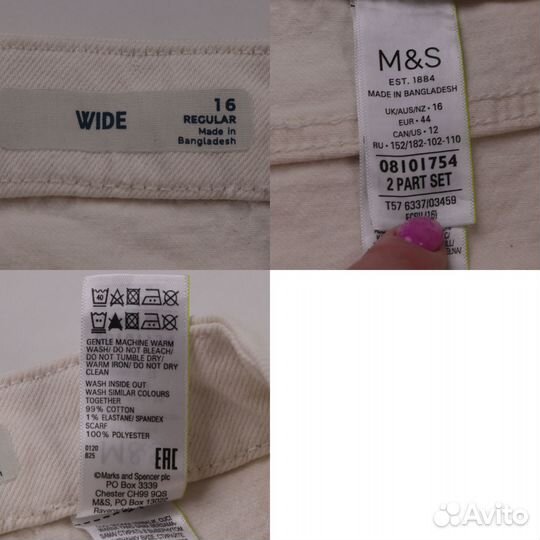 WIDE
16
REGULAR
Made in
Bangladesh
M&S
EST. 1884
MADE IN BANGLADESH
UK/AUS/NZ • 16
EUR • 44
CAN/US • 12
RU • 152/182-102-110
08101754
2 PART SET
T57 6337/03459
40
GENTLE MACHINE WARM
WASH/ DO NOT BLEACH/
DO NOT TUMBLE DRY/
WARM IRON/ DO NOT DRY
CLEAN
WASH INSIDE OUT
WASH SIMILAR COLOURS
TOGETHER
99% COTTON
1% ELASTANE/ SPANDEX
SCARF
100% POLYESTER
0120
825
EAC
©Marks and Spencer plc
PO Box 3339
Chester CH99 9QS
M&S, PO Box
Avito